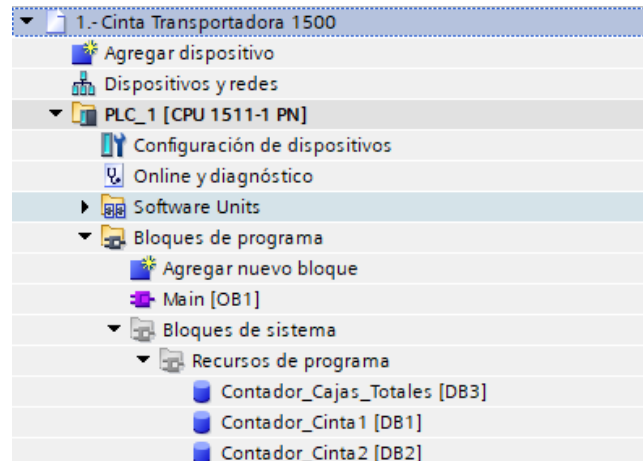 1.- Cinta Transportadora 1500
Agregar dispositivo
Dispositivos y redes
PLC_1 [CPU 1511-1 PN]
Configuración de dispositivos
Online y diagnóstico
Software Units
Bloques de programa
Agregar nuevo bloque
Main [OB1]
Bloques de sistema
Recursos de programa
Contador_Cajas_Totales [DB3]
Contador_Cinta1 [DB1]
Contador_Cinta2 [DB2]